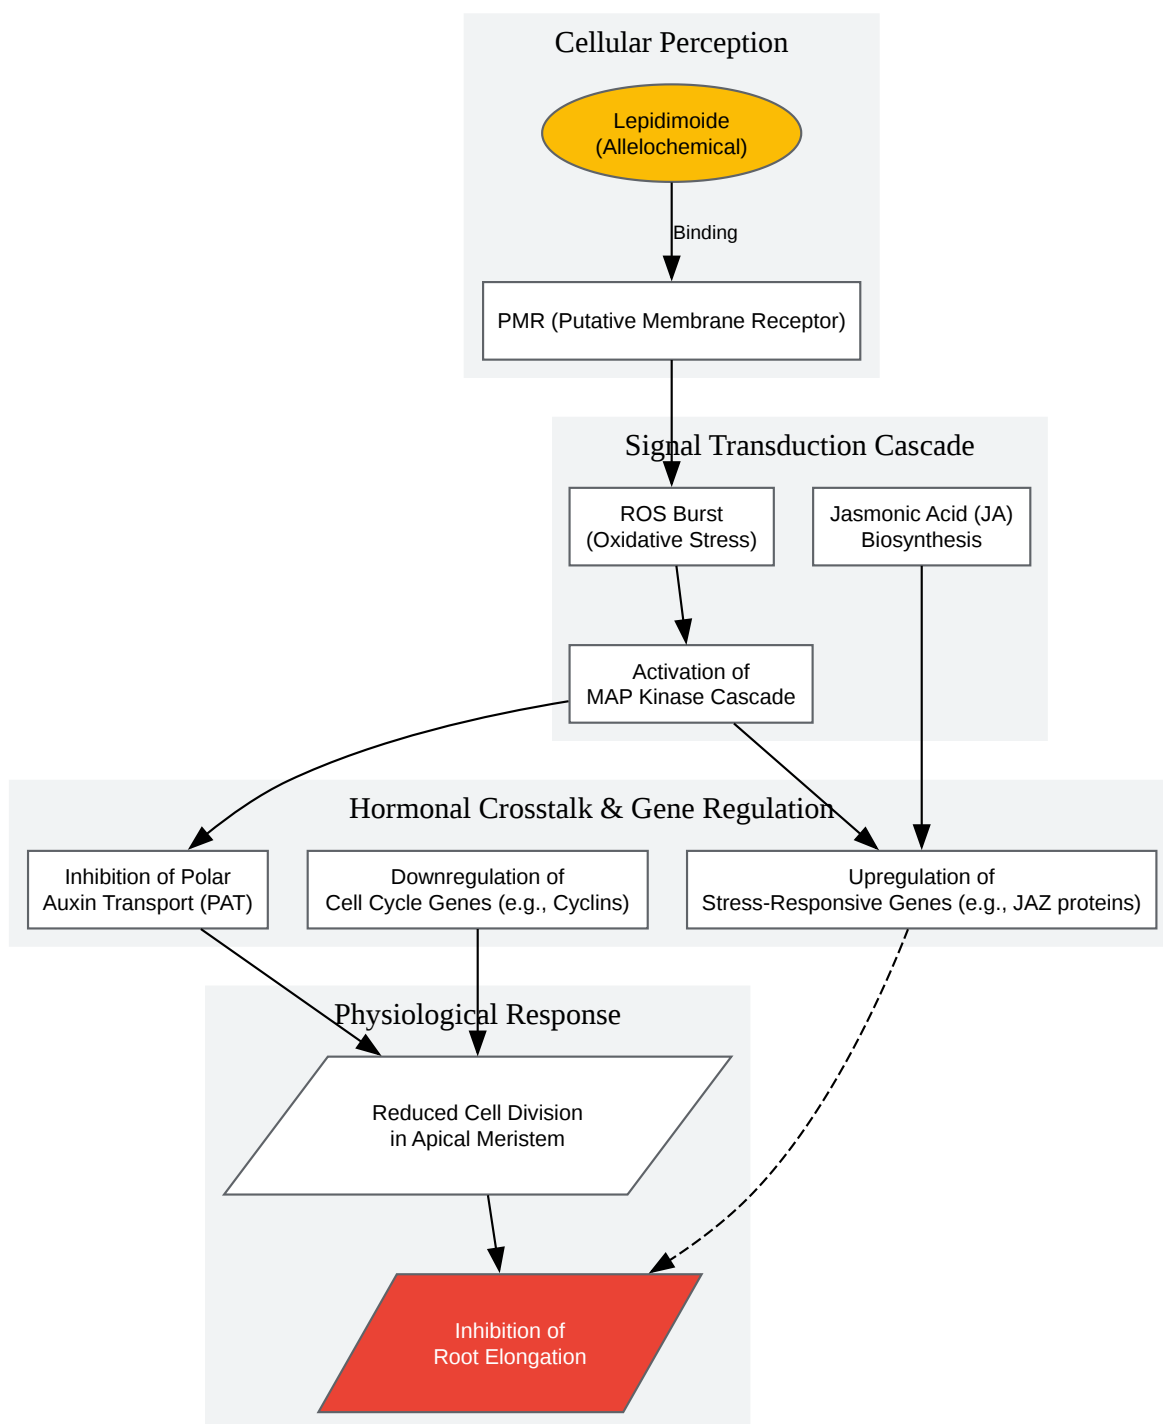 Cellular Perception
Lepidimoide
(Allelochemical)
Binding
PMR (Putative Membrane Receptor)
Signal Transduction Cascade
ROS Burst
(Oxidative Stress)
Jasmonic Acid (JA)
Biosynthesis
Activation of
MAP Kinase Cascade
Hormonal Crosstalk & Gene Regulation
Inhibition of Polar
Auxin Transport (PAT)
Downregulation of
Cell Cycle Genes (e.g., Cyclins)
Upregulation of
Stress-Responsive Genes (e.g., JAZ proteins)
Physiological Response
Reduced Cell Division
in Apical Meristem
Inhibition of
Root Elongation